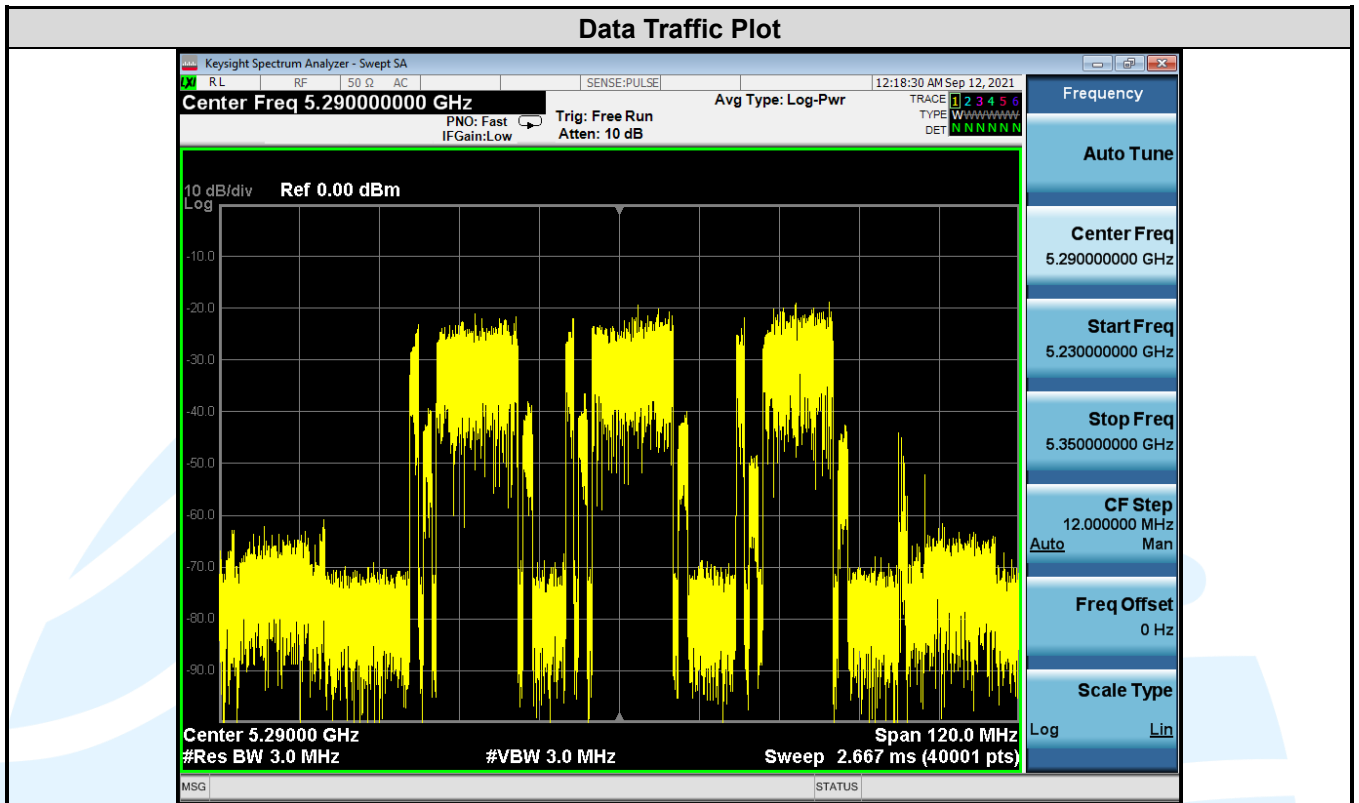 Data Traffic Plot
Keysight Spectrum Analyzer - Swept SA
LXI RL RF 50 Ω AC SENSE:PULSE 12:18:30 AM Sep 12, 2021
Center Freq 5.290000000 GHz
PNO: Fast
IFGain:Low
Trig: Free Run
Atten: 10 dB
Avg Type: Log-Pwr
TRACE 1 2 3 4 5 6
TYPE WWWWWW
DET N N N N N N
10 dB/div Ref 0.00 dBm
Log
-10.0
-20.0
-30.0
-40.0
-50.0
-60.0
-70.0
-80.0
-90.0
Center 5.29000 GHz Span 120.0 MHz
#Res BW 3.0 MHz #VBW 3.0 MHz Sweep 2.667 ms (40001 pts)
MSG STATUS
Frequency
Auto Tune
Center Freq
5.290000000 GHz
Start Freq
5.230000000 GHz
Stop Freq
5.350000000 GHz
CF Step
12.000000 MHz
Auto Man
Freq Offset
0 Hz
Scale Type
Log Lin